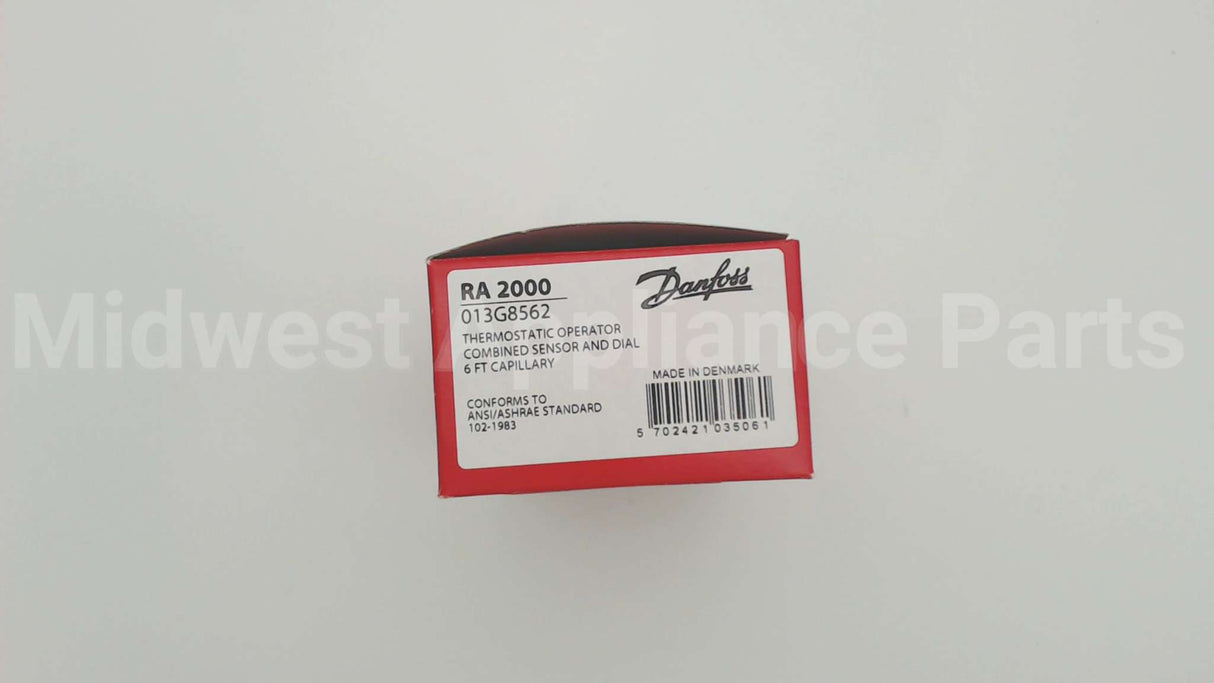 RA 2000
013G8562
THERMOSTATIC OPERATOR
COMBINED SENSOR AND DIAL
6 FT CAPILLARY
CONFORMS TO
ANSI/ASHRAE STANDARD
102-1983
Danfoss
MADE IN DENMARK
5 702421 035061
Midwest Appliance Parts